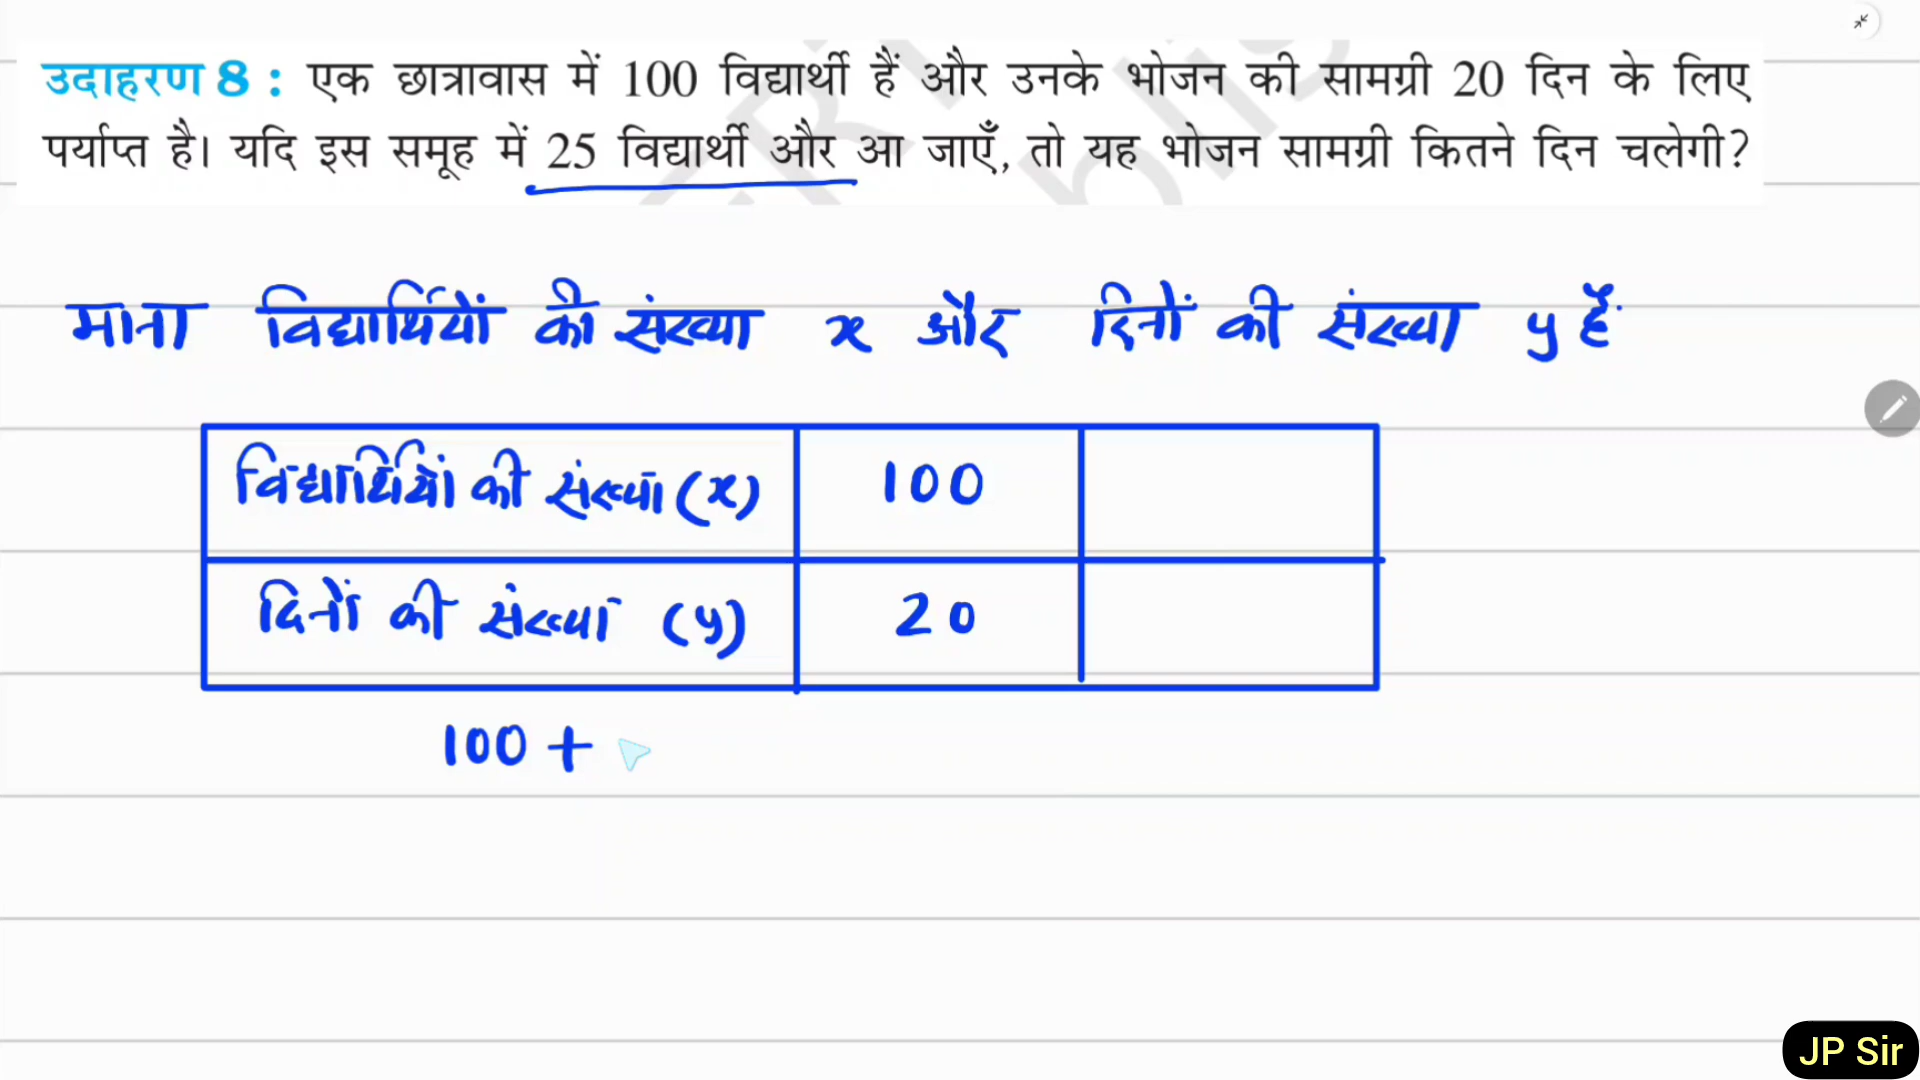 उदाहरण 8 : एक छात्रावास में 100 विद्यार्थी हैं और उनके भोजन की सामग्री 20 दिन के लिए
पर्याप्त है। यदि इस समूह में 25 विद्यार्थी और आ जाएँ, तो यह भोजन सामग्री कितने दिन चलेगी?
माना विद्यार्थियों की संख्या x और दिनों की संख्या y है
विद्यार्थियों की संख्या (x) 100
दिनों की संख्या (y) 20
100 +
JP Sir